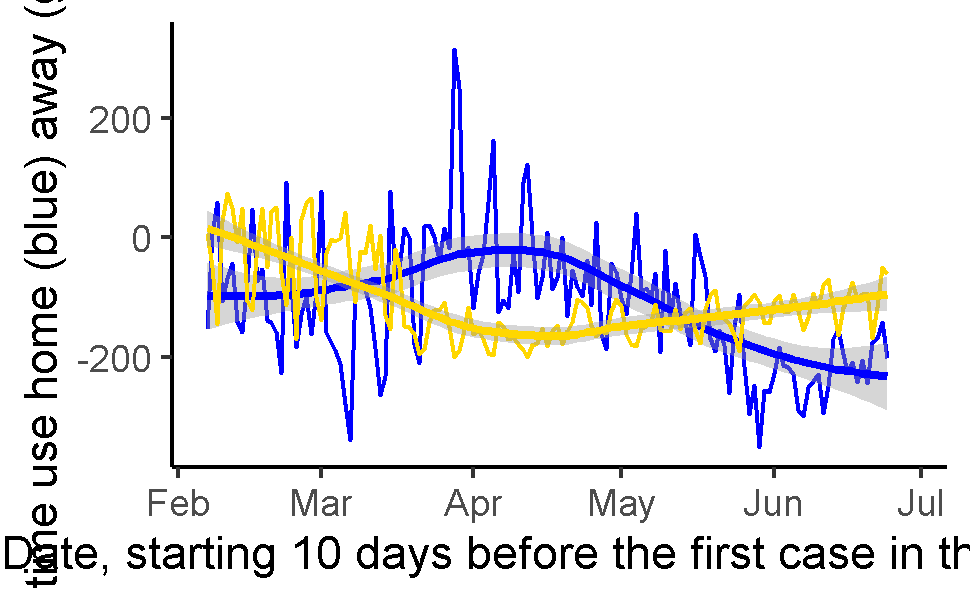 time use home (blue) away (
200
0
-200
Feb Mar Apr May Jun Jul
Date, starting 10 days before the first case in th